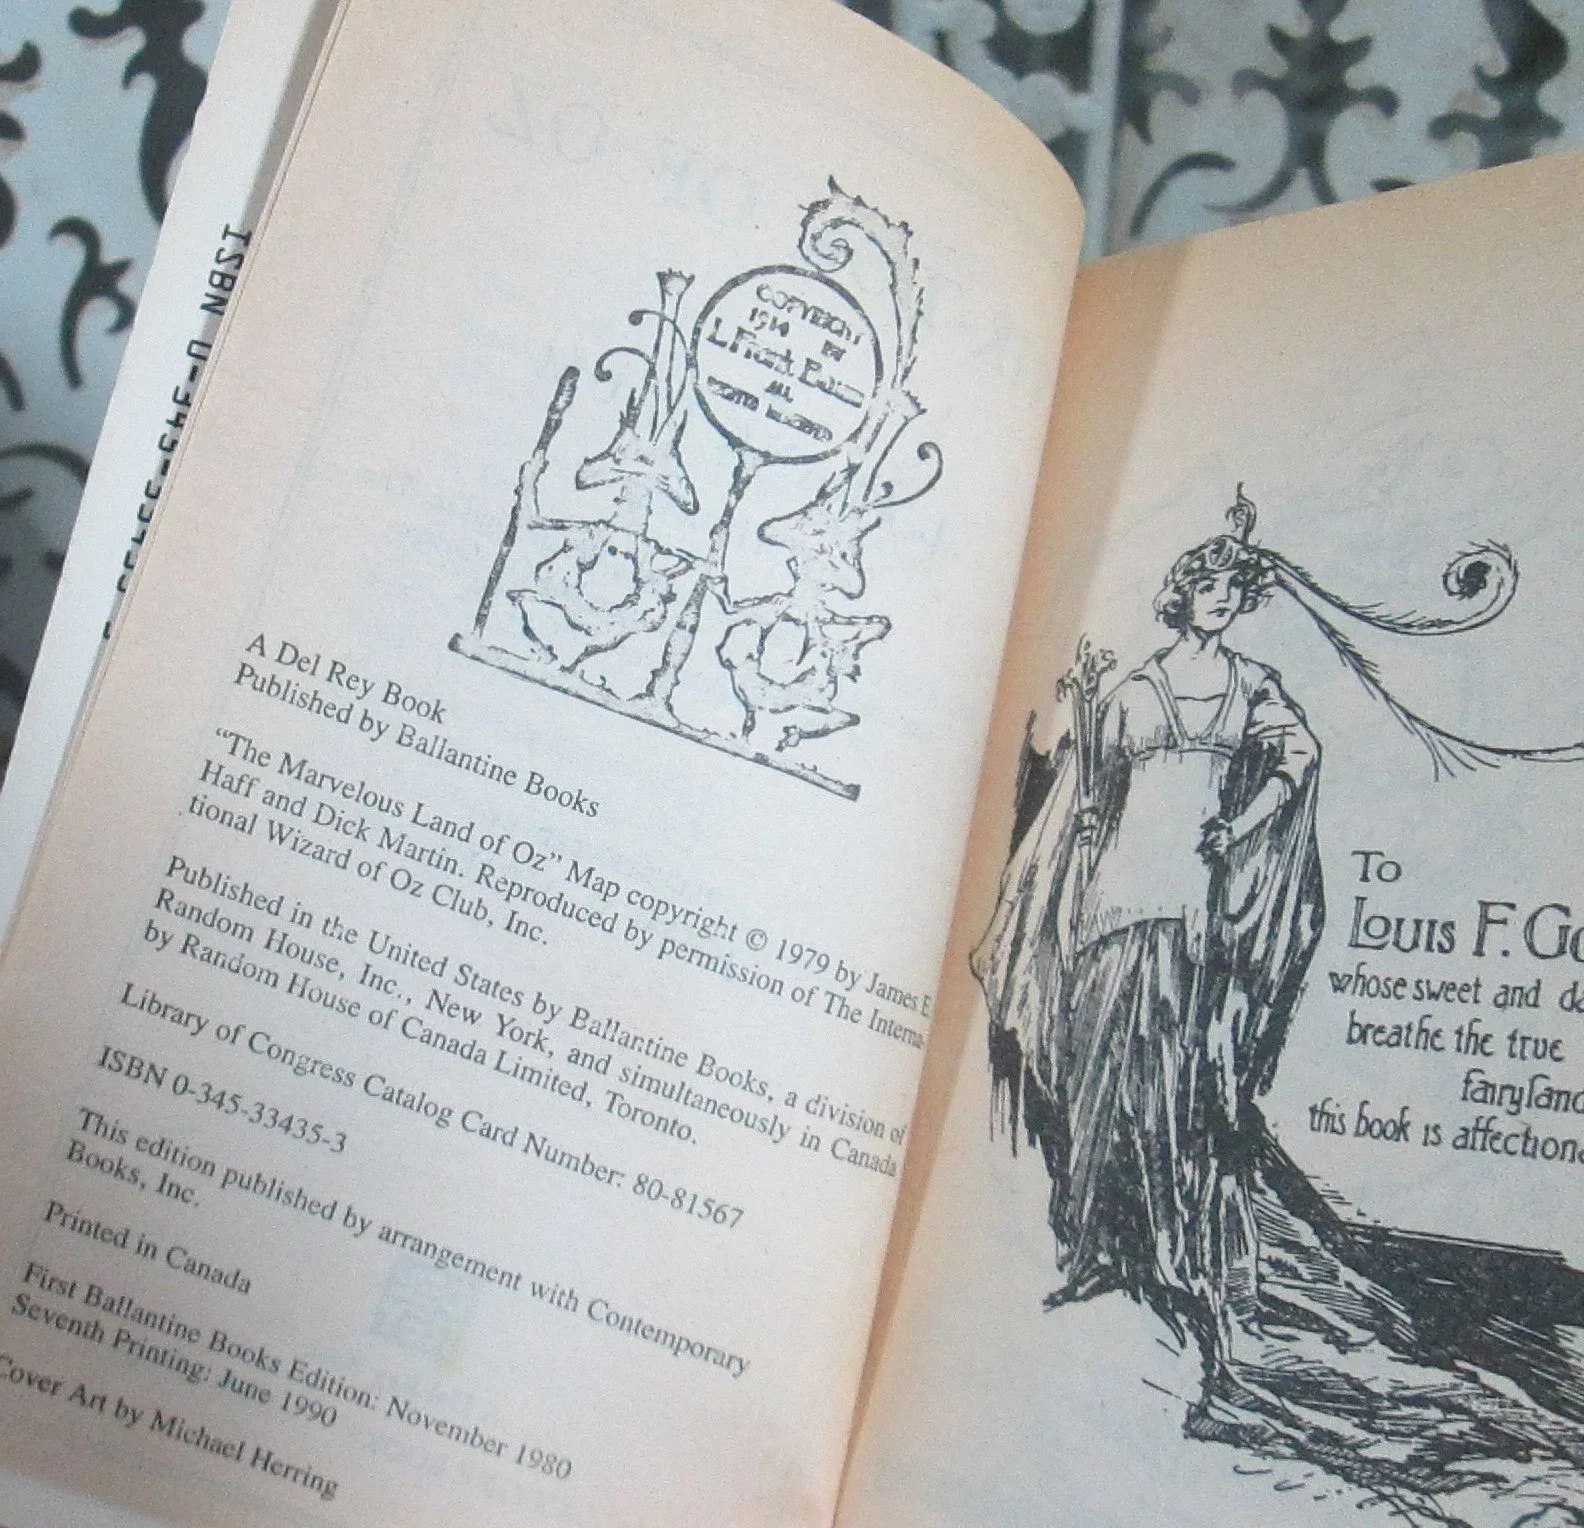 ISBN 0-345-33435-3
COPYRIGHT
1914 BY
L. Frank Baum
ALL
RIGHTS RESERVED
A Del Rey Book
Published by Ballantine Books
“The Marvelous Land of Oz” Map copyright © 1979 by James E.
Haff and Dick Martin. Reproduced by permission of The Interna-
tional Wizard of Oz Club, Inc.
Published in the United States by Ballantine Books, a division of
Random House, Inc., New York, and simultaneously in Canada
by Random House of Canada Limited, Toronto.
Library of Congress Catalog Card Number: 80-81567
ISBN 0-345-33435-3
This edition published by arrangement with Contemporary
Books, Inc.
Printed in Canada
First Ballantine Books Edition: November 1980
Seventh Printing: June 1990
Cover Art by Michael Herring
To
Louis F. Go
whose sweet and da
breathe the true
fairyland
this book is affection